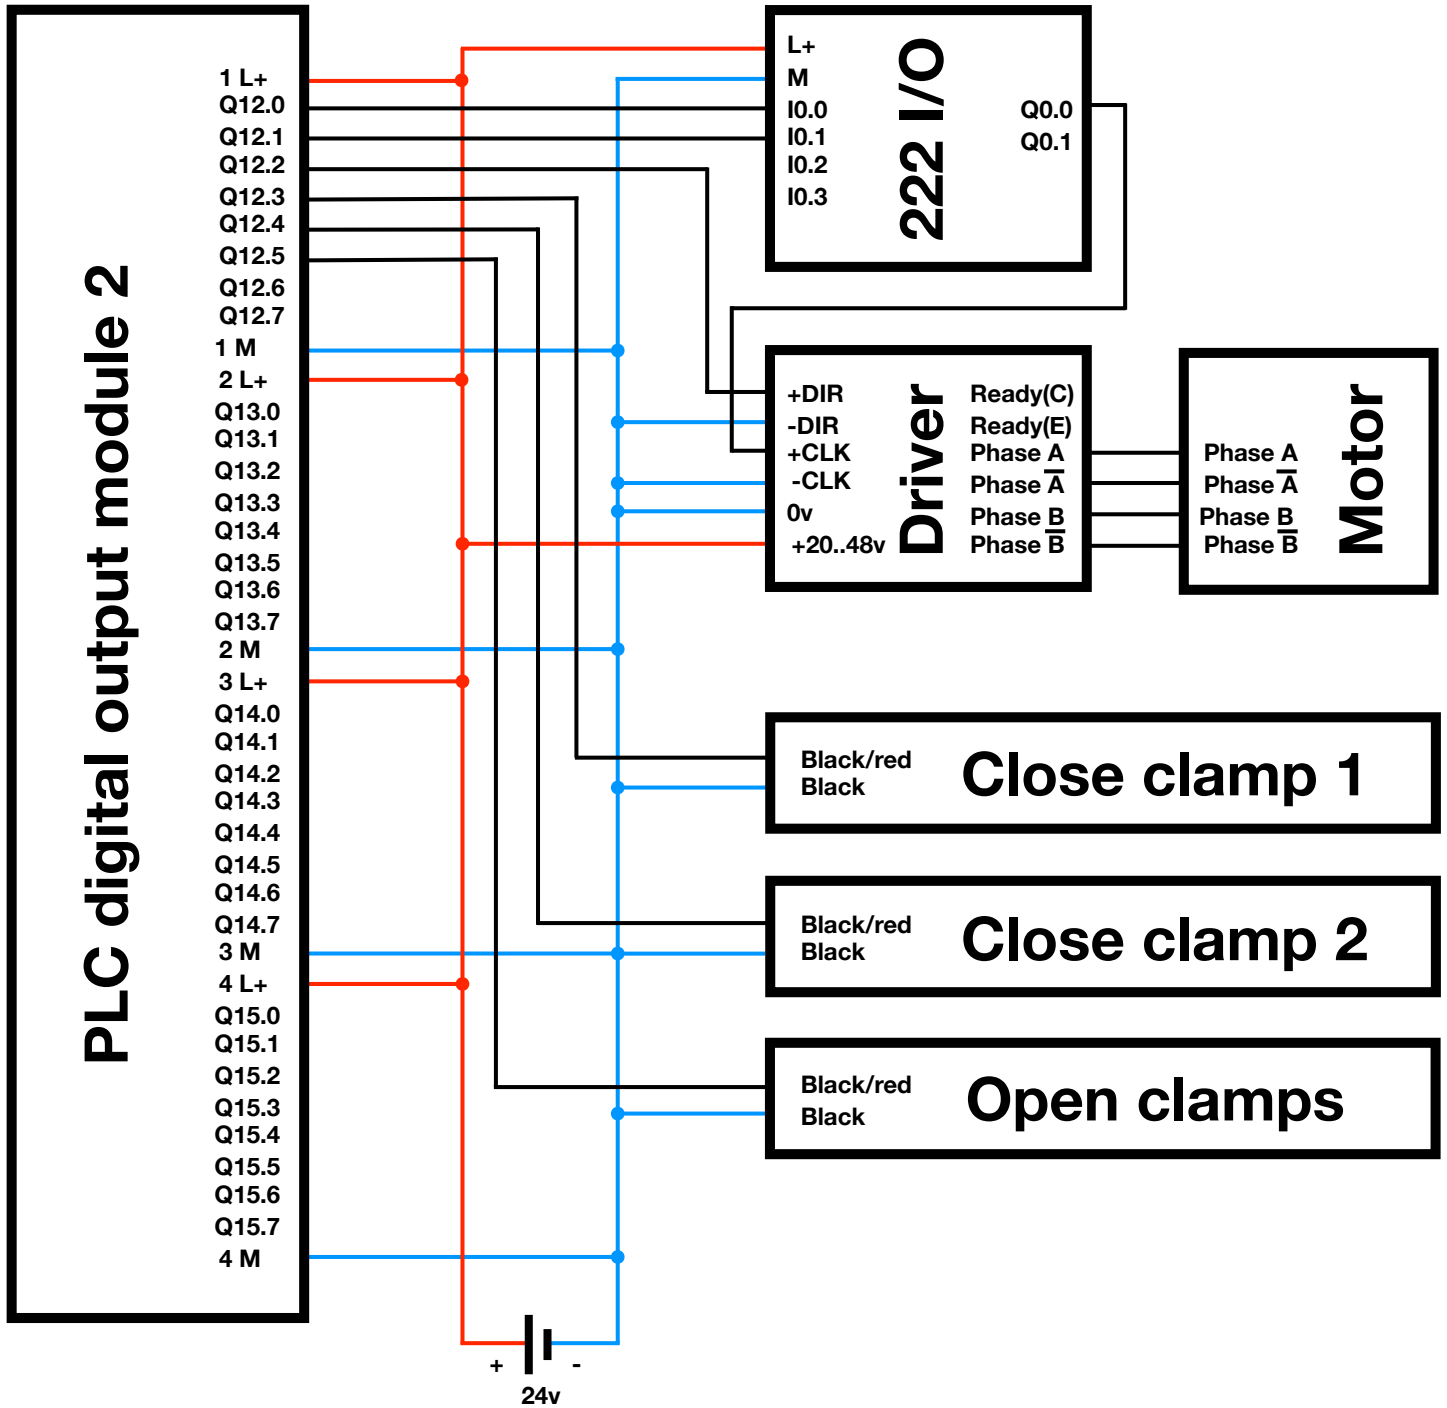 PLC digital output module 2
1 L+
Q12.0
Q12.1
Q12.2
Q12.3
Q12.4
Q12.5
Q12.6
Q12.7
1 M
2 L+
Q13.0
Q13.1
Q13.2
Q13.3
Q13.4
Q13.5
Q13.6
Q13.7
2 M
3 L+
Q14.0
Q14.1
Q14.2
Q14.3
Q14.4
Q14.5
Q14.6
Q14.7
3 M
4 L+
Q15.0
Q15.1
Q15.2
Q15.3
Q15.4
Q15.5
Q15.6
Q15.7
4 M
L+
M
I0.0
I0.1
I0.2
I0.3
222 I/O
Q0.0
Q0.1
+DIR
-DIR
+CLK
-CLK
0v
+20..48v
Driver
Ready(C)
Ready(E)
Phase A
Phase A̅
Phase B
Phase B̅
Phase A
Phase A̅
Phase B
Phase B̅
Motor
Black/red
Black
Close clamp 1
Black/red
Black
Close clamp 2
Black/red
Black
Open clamps
+ -
24v